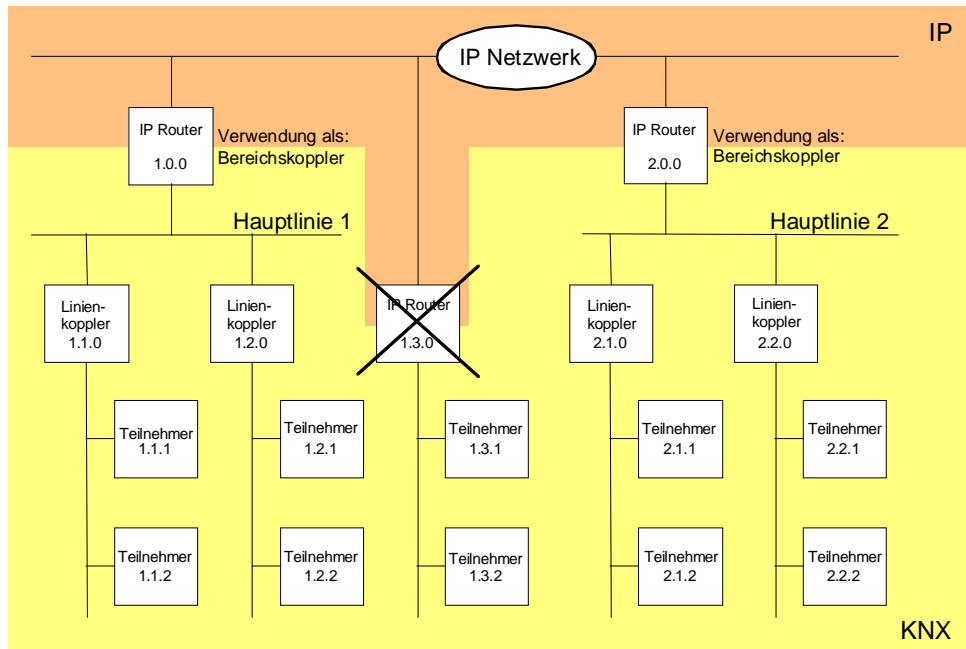 IP
IP Netzwerk
IP Router
1.0.0
Verwendung als:
Bereichskoppler
IP Router
2.0.0
Verwendung als:
Bereichskoppler
Hauptlinie 1
Hauptlinie 2
Linien-
koppler
1.1.0
Linien-
koppler
1.2.0
IP Router
1.3.0
Linien-
koppler
2.1.0
Linien-
koppler
2.2.0
Teilnehmer
1.1.1
Teilnehmer
1.2.1
Teilnehmer
1.3.1
Teilnehmer
2.1.1
Teilnehmer
2.2.1
Teilnehmer
1.1.2
Teilnehmer
1.2.2
Teilnehmer
1.3.2
Teilnehmer
2.1.2
Teilnehmer
2.2.2
KNX